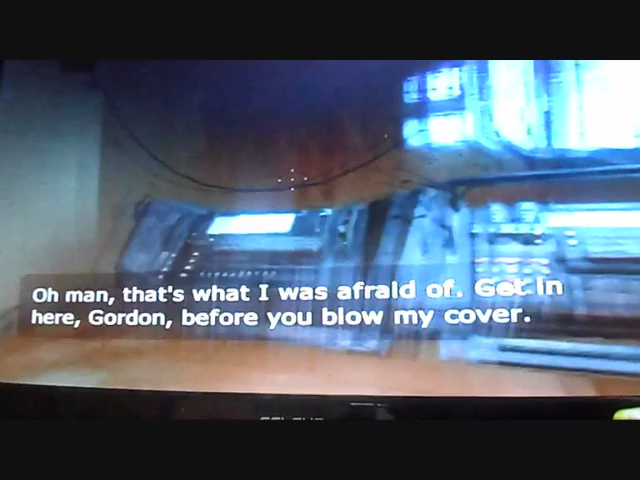 Oh man, that's what I was afraid of. Get in
here, Gordon, before you blow my cover.